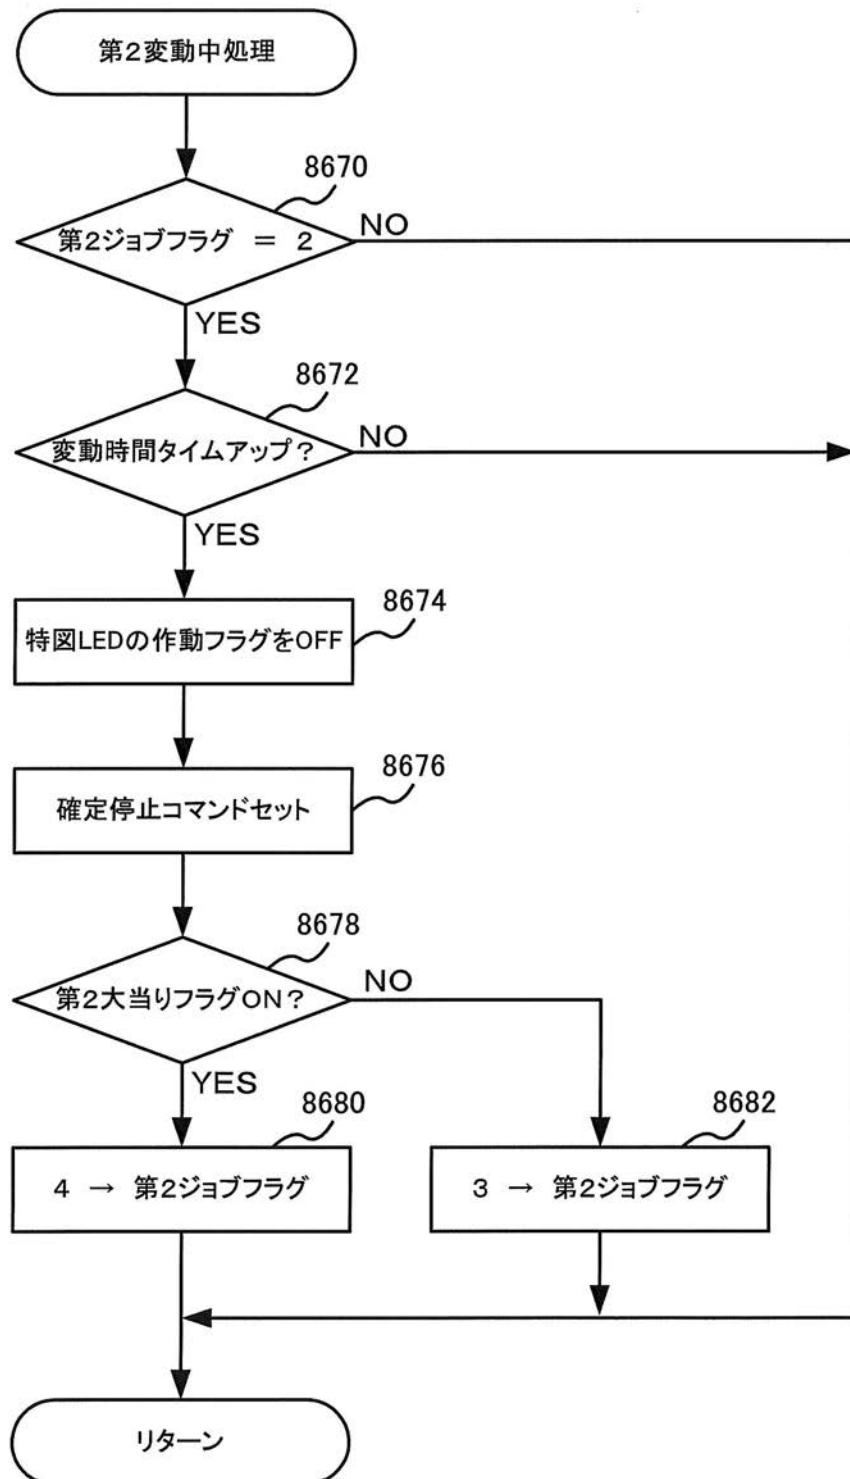 第2変動中処理
8670
第2ジョブフラグ ＝ 2
NO
YES
8672
変動時間タイムアップ？
NO
YES
8674
特図LEDの作動フラグをOFF
8676
確定停止コマンドセット
8678
第2大当りフラグON？
NO
YES
8680
4 → 第2ジョブフラグ
8682
3 → 第2ジョブフラグ
リターン